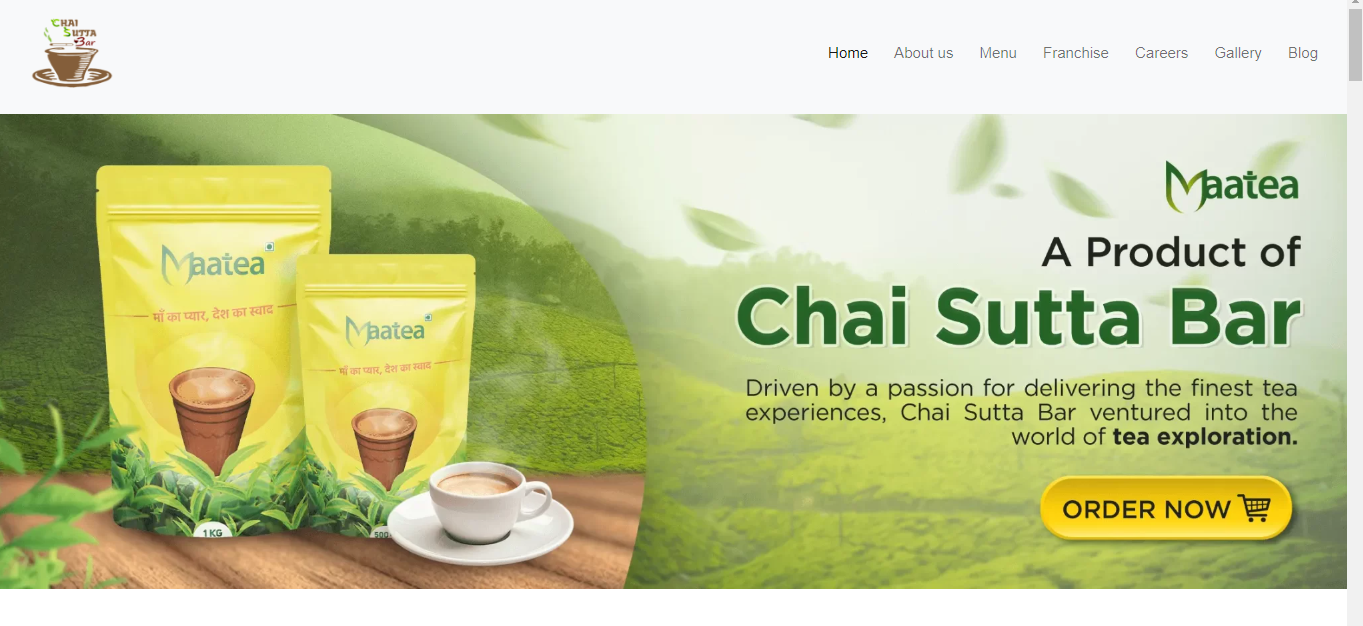 CHAI
SUTTA
Bar
Home About us Menu Franchise Careers Gallery Blog
Maatea
माँ का प्यार, देश का स्वाद
1 KG
Maatea
माँ का प्यार, देश का स्वाद
Maatea
A Product of
Chai Sutta Bar
Driven by a passion for delivering the finest tea
experiences, Chai Sutta Bar ventured into the
world of tea exploration.
ORDER NOW